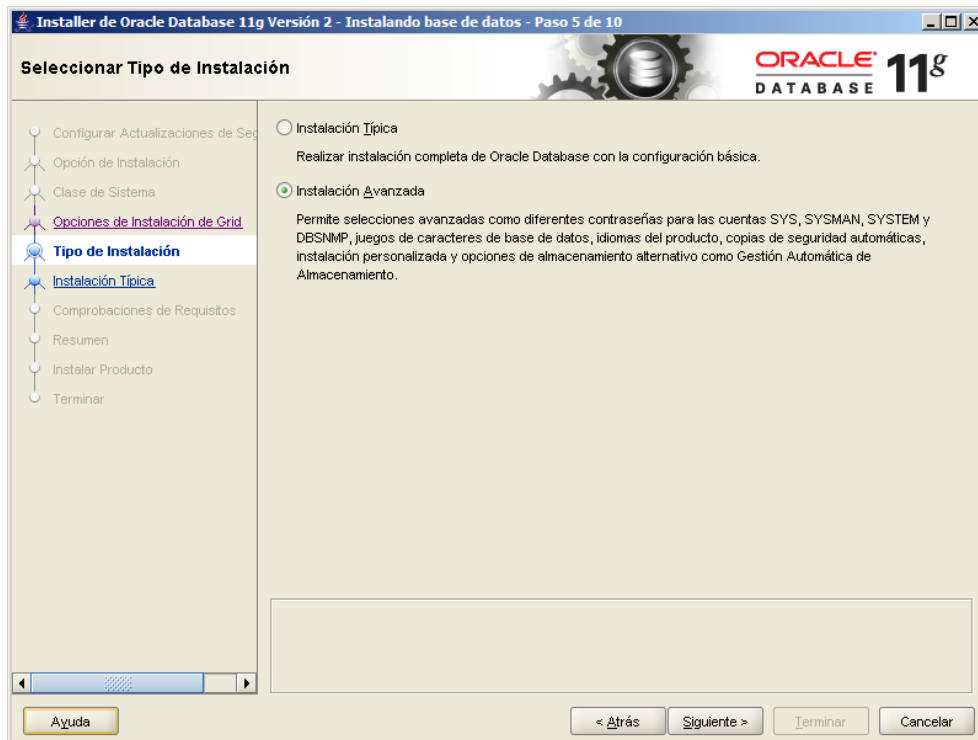 Installer de Oracle Database 11g Versión 2 - Instalando base de datos - Paso 5 de 10
Seleccionar Tipo de Instalación
ORACLE
DATABASE
11g
Configurar Actualizaciones de Seg
Opción de Instalación
Clase de Sistema
Opciones de Instalación de Grid
Tipo de Instalación
Instalación Típica
Comprobaciones de Requisitos
Resumen
Instalar Producto
Terminar
Instalación Típica
Realizar instalación completa de Oracle Database con la configuración básica.
Instalación Avanzada
Permite selecciones avanzadas como diferentes contraseñas para las cuentas SYS, SYSMAN, SYSTEM y
DBSNMP, juegos de caracteres de base de datos, idiomas del producto, copias de seguridad automáticas,
instalación personalizada y opciones de almacenamiento alternativo como Gestión Automática de
Almacenamiento.
Ayuda
< Atrás
Siguiente >
Terminar
Cancelar